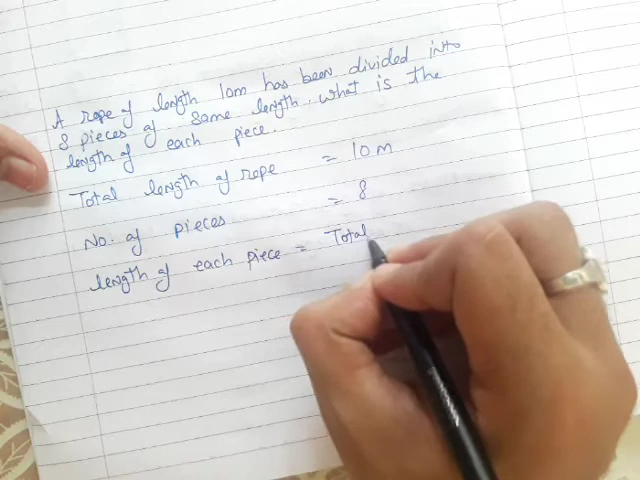 A rope of length 10m has been divided into
8 pieces of same length. what is the
length of each piece.
Total length of rope = 10 m
No. of pieces = 8
length of each piece = Total